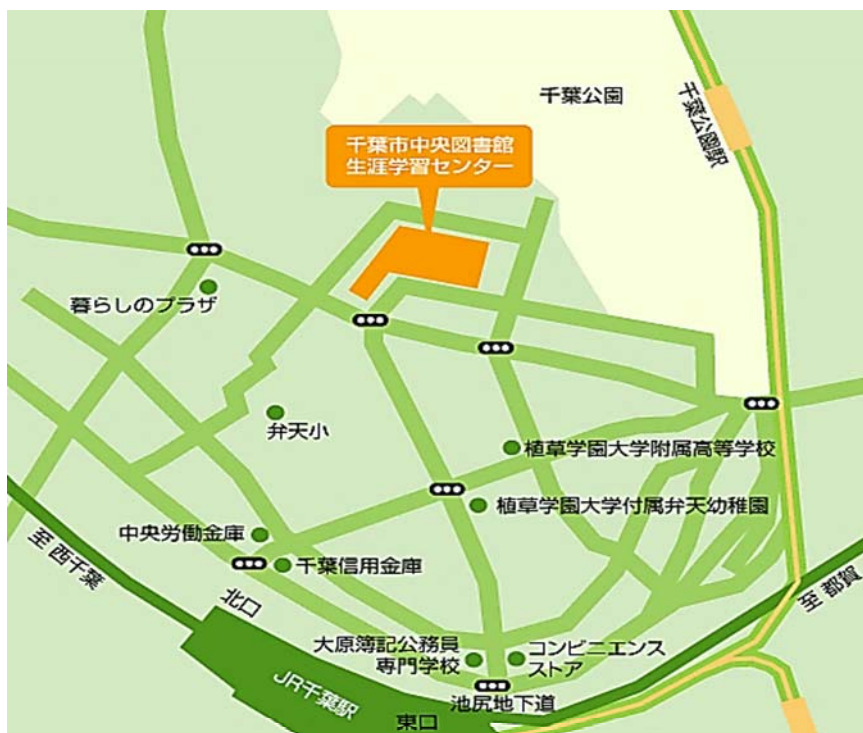 千葉公園
千葉公園駅
千葉市中央図書館
生涯学習センター
暮らしのプラザ
弁天小
植草学園大学附属高等学校
植草学園大学付属弁天幼稚園
中央労働金庫
千葉信用金庫
至 西千葉
至 都賀
北口
大原簿記公務員
専門学校
コンビニエンス
ストア
JR千葉駅
池尻地下道
東口